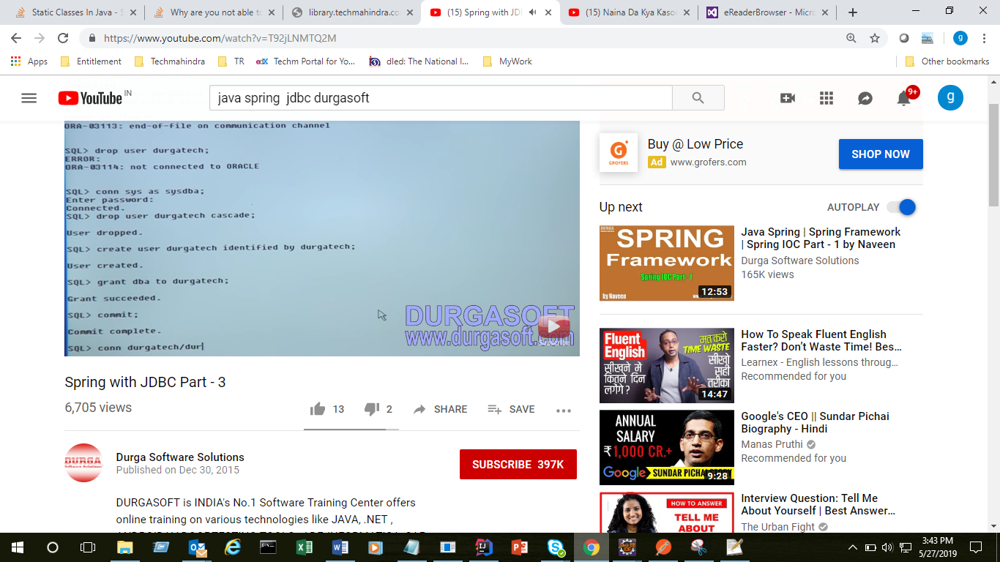 Static Classes In Java - S
Why are you not able to
library.techmahindra.co
(15) Spring with JDB
(15) Naina Da Kya Kasoo
eReaderBrowser - Micro
https://www.youtube.com/watch?v=T92jLNMTQ2M
g
Apps
Entitlement
Techmahindra
TR
edX
Techm Portal for Yo...
dled: The National I...
MyWork
Other bookmarks
YouTube IN
java spring jdbc durgasoft
9+
g
ORA-03113: end-of-file on communication channel
SQL> drop user durgatech;
ERROR:
ORA-03114: not connected to ORACLE
SQL> conn sys as sysdba;
Enter password:
Connected.
SQL> drop user durgatech cascade;
User dropped.
SQL> create user durgatech identified by durgatech;
User created.
SQL> grant dba to durgatech;
Grant succeeded.
SQL> commit;
Commit complete.
SQL> conn durgatech/dur
DURGASOFT
www.durgasoft.com
Spring with JDBC Part - 3
6,705 views
13
2
SHARE
SAVE
DURGA
Software Solutions
Durga Software Solutions
Published on Dec 30, 2015
SUBSCRIBE 397K
DURGASOFT is INDIA's No.1 Software Training Center offers
online training on various technologies like JAVA, .NET ,
GROFERS
Buy @ Low Price
Ad www.grofers.com
SHOP NOW
Up next
AUTOPLAY
SPRING
Framework
Spring IOC Part - 1
by Naveen
12:53
Java Spring | Spring Framework
| Spring IOC Part - 1 by Naveen
Durga Software Solutions
165K views
Fluent
English
मत करो
TIME WASTE
सीखने में
कितने दिन
लगेंगे ?
सीखो
सही
तरीका
14:47
How To Speak Fluent English
Faster? Don't Waste Time! Bes...
Learnex - English lessons throug...
Recommended for you
ANNUAL
SALARY
₹1,000 CR.+
Google
SUNDAR PICHAI
9:28
Google's CEO || Sundar Pichai
Biography - Hindi
Manas Pruthi
Recommended for you
HOW TO ANSWER
TELL ME
ABOUT
Interview Question: Tell Me
About Yourself | Best Answer...
The Urban Fight
3:43 PM
5/27/2019